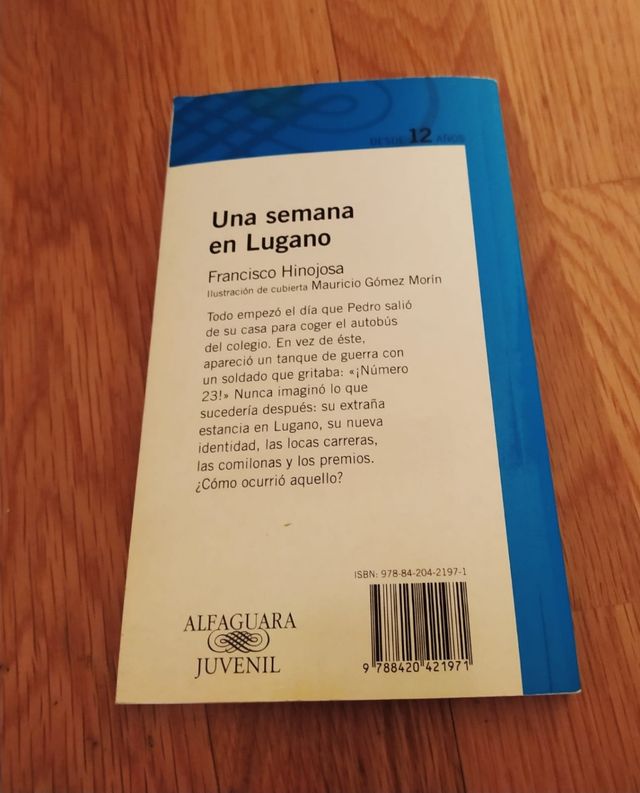 DESDE 12 AÑOS
Una semana
en Lugano
Francisco Hinojosa
Ilustración de cubierta Mauricio Gómez Morín
Todo empezó el día que Pedro salió
de su casa para coger el autobús
del colegio. En vez de éste,
apareció un tanque de guerra con
un soldado que gritaba: «¡Número
23!» Nunca imaginó lo que
sucedería después: su extraña
estancia en Lugano, su nueva
identidad, las locas carreras,
las comilonas y los premios.
¿Cómo ocurrió aquello?
ISBN: 978-84-204-2197-1
ALFAGUARA
JUVENIL
9 788420 421971